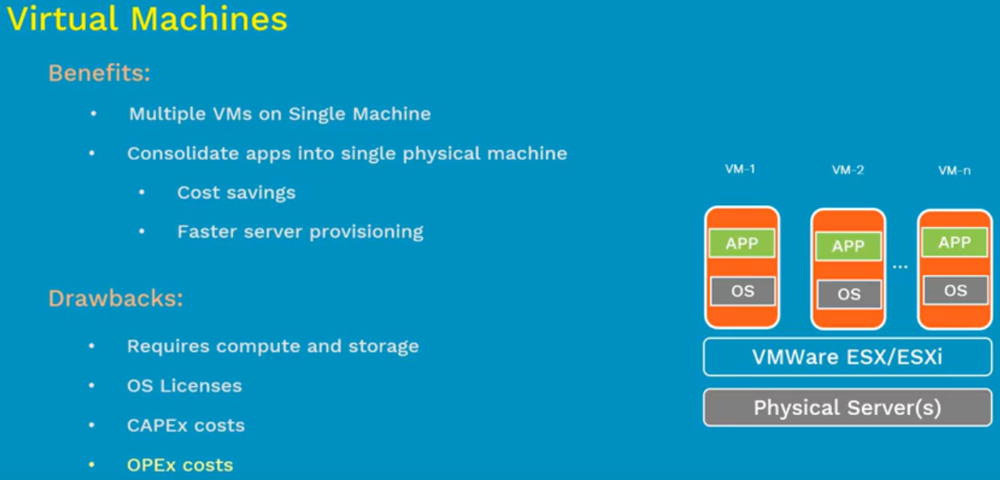 Virtual Machines
Benefits:
• Multiple VMs on Single Machine
• Consolidate apps into single physical machine
• Cost savings
• Faster server provisioning
Drawbacks:
• Requires compute and storage
• OS Licenses
• CAPEx costs
• OPEx costs
VM-1 VM-2 VM-n
APP APP ... APP
OS OS OS
VMWare ESX/ESXi
Physical Server(s)